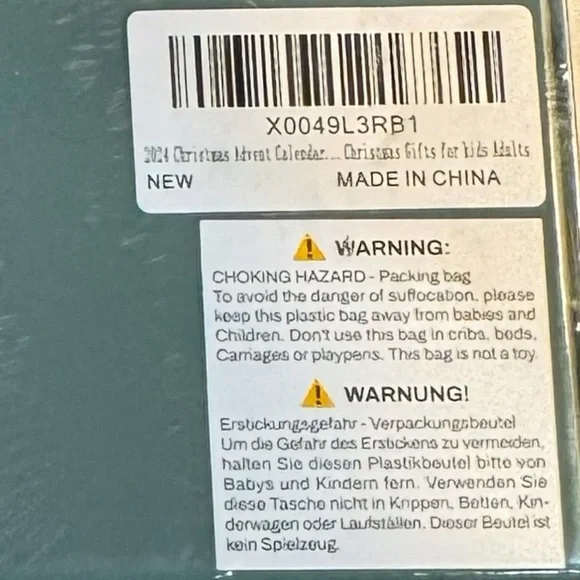 X0049L3RB1
2024 Christmas Advent Calendar... Christmas Gifts for kids Adults
NEW MADE IN CHINA
WARNING:
CHOKING HAZARD - Packing bag
To avoid the danger of suffocation, please
keep this plastic bag away from babies and
Children. Don't use this bag in cribs, beds,
Carriages or playpens. This bag is not a toy.
WARNUNG!
Erstickungsgefahr - Verpackungsbeutel
Um die Gefahr des Erstickens zu vermeiden,
halten Sie diesen Plastikbeutel bitte von
Babys und Kindern fern. Verwenden Sie
diese Tasche nicht in Krippen, Betten, Kin-
derwagen oder Laufställen. Dieser Beutel ist
kein Spielzeug.